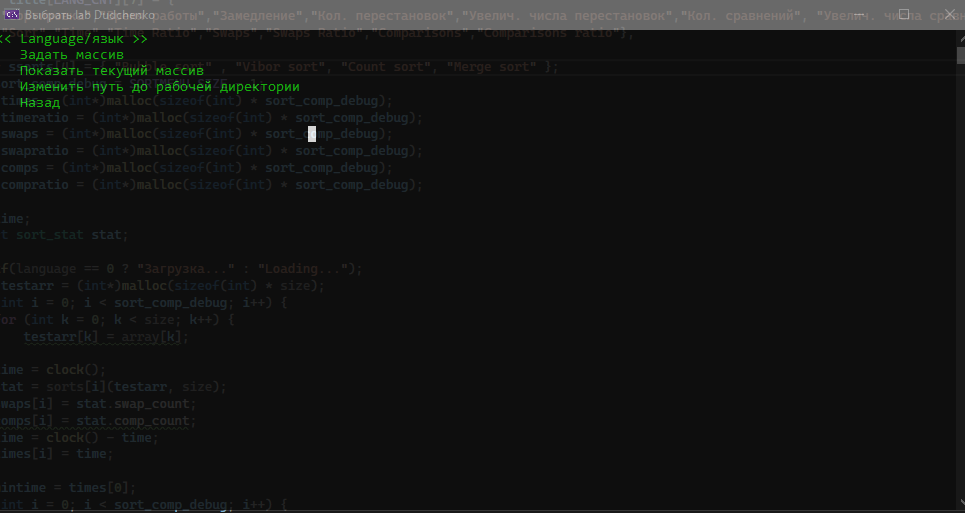 title[LANG_CNT][7] = {
Выбрать lab Dudchenko
работы","Замедление","Кол. перестановок","Увелич. числа перестановок","Кол. сравнений", "Увелич. числа
Ratio","Swaps","Swaps Ratio","Comparisons","Comparisons ratio"},
<< Language/язык >>
Задать массив
sort" , "Vibor sort", "Count sort", "Merge sort" };
Показать текущий массив
Изменить путь до рабочей директории
(int*)malloc(sizeof(int) * sort_comp_debug);
Назад
timeratio = (int*)malloc(sizeof(int) * sort_comp_debug);
swaps = (int*)malloc(sizeof(int) * sort_comp_debug);
swapratio = (int*)malloc(sizeof(int) * sort_comp_debug);
comps = (int*)malloc(sizeof(int) * sort_comp_debug);
compratio = (int*)malloc(sizeof(int) * sort_comp_debug);
ime;
t sort_stat stat;
f(language == 0 ? "Загрузка..." : "Loading...");
testarr = (int*)malloc(sizeof(int) * size);
int i = 0; i < sort_comp_debug; i++) {
or (int k = 0; k < size; k++) {
testarr[k] = array[k];
ime = clock();
tat = sorts[i](testarr, size);
waps[i] = stat.swap_count;
omps[i] = stat.comp_count;
ime = clock() - time;
imes[i] = time;
intime = times[0];
int i = 0; i < sort_comp_debug; i++) {